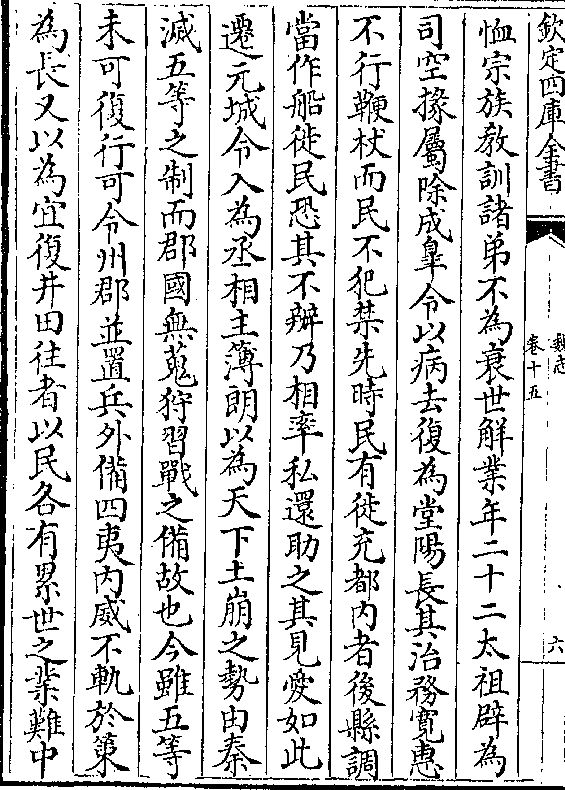 欽定四庫全書
魏志
卷十五
六
恤宗族敎訓諸弟不為衰世解業年二十二太祖辟為
司空掾屬除成臯令以病去復為堂陽長其治務寛惠
不行鞭杖而民不犯禁先時民有徙充都内者後縣調
當作船徙民恐其不辦乃相率私還助之其見愛如此
遷元城令入為丞相主簿朗以為天下土崩之勢由秦
滅五等之制而郡國無蒐狩習戰之備故也今雖五等
未可復行可令州郡並置兵外備四夷内威不軌於䇿
為長又以為宜復井田往者以民各有累世之業難中